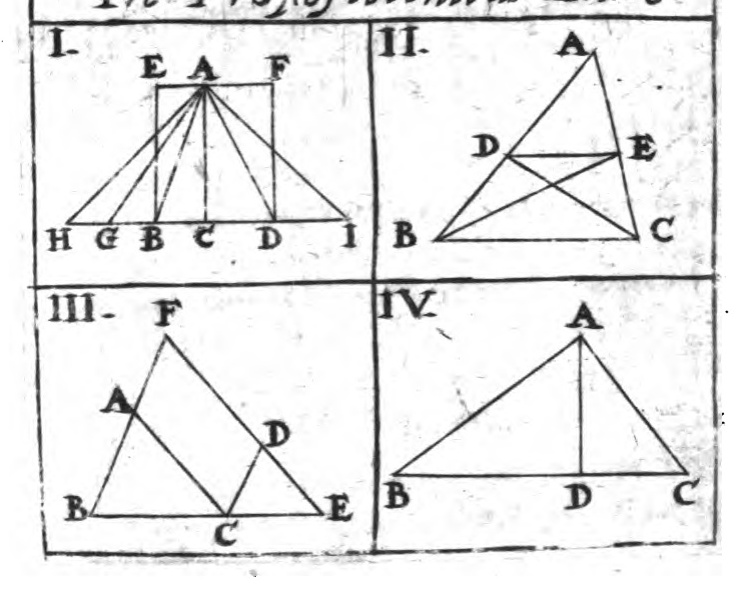 I.
E A F
H G B C D I
II.
A
D E
B C
III.
F
A
D
B C E
IV.
A
B D C